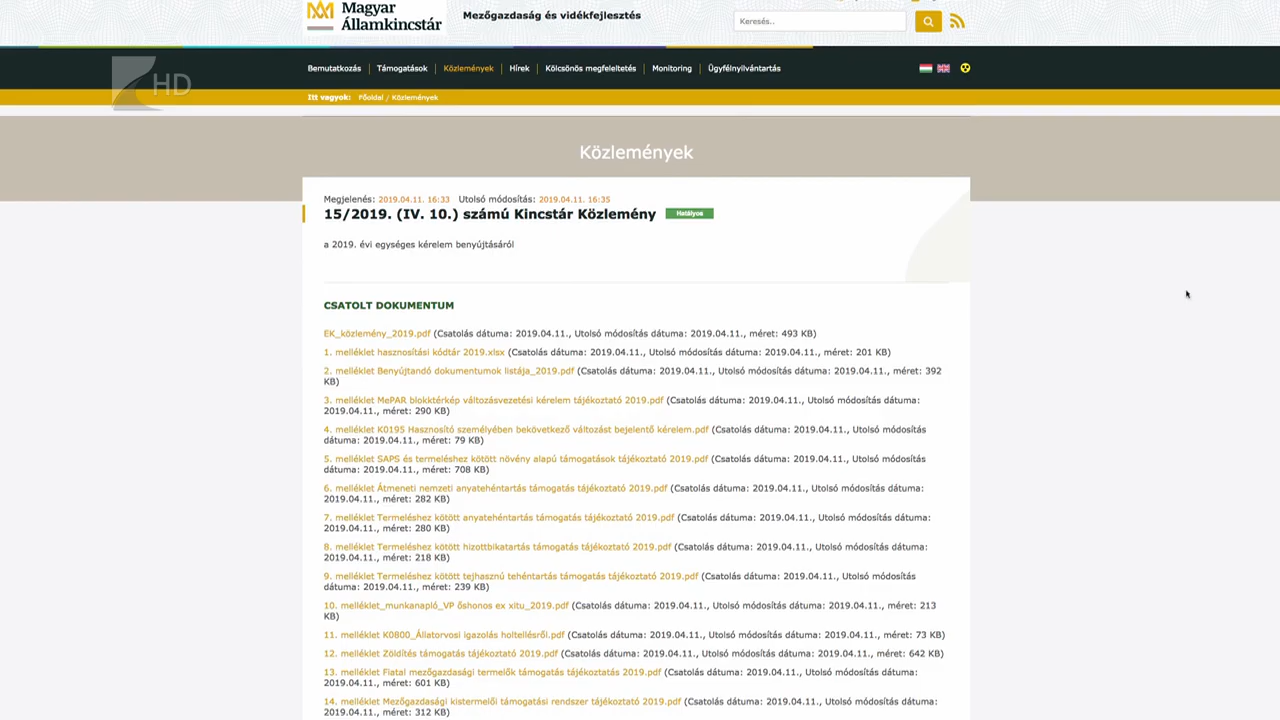 Magyar
Államkincstár
Mezőgazdaság és vidékfejlesztés
Keresés..
HD
Bemutatkozás | Támogatások | Közlemények | Hírek | Kölcsönös megfeleltetés | Monitoring | Ügyfélnyilvántartás
Itt vagyok: Főoldal / Közlemények
Közlemények
Megjelenés: 2019.04.11. 16:33 Utolsó módosítás: 2019.04.11. 16:35
15/2019. (IV. 10.) számú Kincstár Közlemény Hatályos
a 2019. évi egységes kérelem benyújtásáról
CSATOLT DOKUMENTUM
EK_közlemény_2019.pdf (Csatolás dátuma: 2019.04.11., Utolsó módosítás dátuma: 2019.04.11., méret: 493 KB)
1. melléklet hasznosítási kódtár 2019.xlsx (Csatolás dátuma: 2019.04.11., Utolsó módosítás dátuma: 2019.04.11., méret: 201 KB)
2. melléklet Benyújtandó dokumentumok listája_2019.pdf (Csatolás dátuma: 2019.04.11., Utolsó módosítás dátuma: 2019.04.11., méret: 392
KB)
3. melléklet MePAR blokktérkép változásvezetési kérelem tájékoztató 2019.pdf (Csatolás dátuma: 2019.04.11., Utolsó módosítás dátuma:
2019.04.11., méret: 290 KB)
4. melléklet K0195 Hasznosító személyében bekövetkező változást bejelentő kérelem.pdf (Csatolás dátuma: 2019.04.11., Utolsó módosítás
dátuma: 2019.04.11., méret: 79 KB)
5. melléklet SAPS és termeléshez kötött növény alapú támogatások tájékoztató 2019.pdf (Csatolás dátuma: 2019.04.11., Utolsó módosítás
dátuma: 2019.04.11., méret: 708 KB)
6. melléklet Átmeneti nemzeti anyatehéntartás támogatás tájékoztató 2019.pdf (Csatolás dátuma: 2019.04.11., Utolsó módosítás dátuma:
2019.04.11., méret: 282 KB)
7. melléklet Termeléshez kötött anyatehéntartás támogatás tájékoztató 2019.pdf (Csatolás dátuma: 2019.04.11., Utolsó módosítás dátuma:
2019.04.11., méret: 280 KB)
8. melléklet Termeléshez kötött hízottbikatartás támogatás tájékoztató 2019.pdf (Csatolás dátuma: 2019.04.11., Utolsó módosítás dátuma:
2019.04.11., méret: 218 KB)
9. melléklet Termeléshez kötött tejhasznú tehéntartás támogatás tájékoztató 2019.pdf (Csatolás dátuma: 2019.04.11., Utolsó módosítás
dátuma: 2019.04.11., méret: 239 KB)
10. melléklet_munkanapló_VP őshonos ex xitu_2019.pdf (Csatolás dátuma: 2019.04.11., Utolsó módosítás dátuma: 2019.04.11., méret: 213
KB)
11. melléklet K0800_Állatorvosi igazolás holtellésről.pdf (Csatolás dátuma: 2019.04.11., Utolsó módosítás dátuma: 2019.04.11., méret: 73 KB)
12. melléklet Zöldítés támogatás tájékoztató 2019.pdf (Csatolás dátuma: 2019.04.11., Utolsó módosítás dátuma: 2019.04.11., méret: 642 KB)
13. melléklet Fiatal mezőgazdasági termelők támogatás tájékoztatás 2019.pdf (Csatolás dátuma: 2019.04.11., Utolsó módosítás dátuma:
2019.04.11., méret: 601 KB)
14. melléklet Mezőgazdasági kistermelői támogatási rendszer tájékoztató 2019.pdf (Csatolás dátuma: 2019.04.11., Utolsó módosítás dátuma:
2019.04.11., méret: 312 KB)